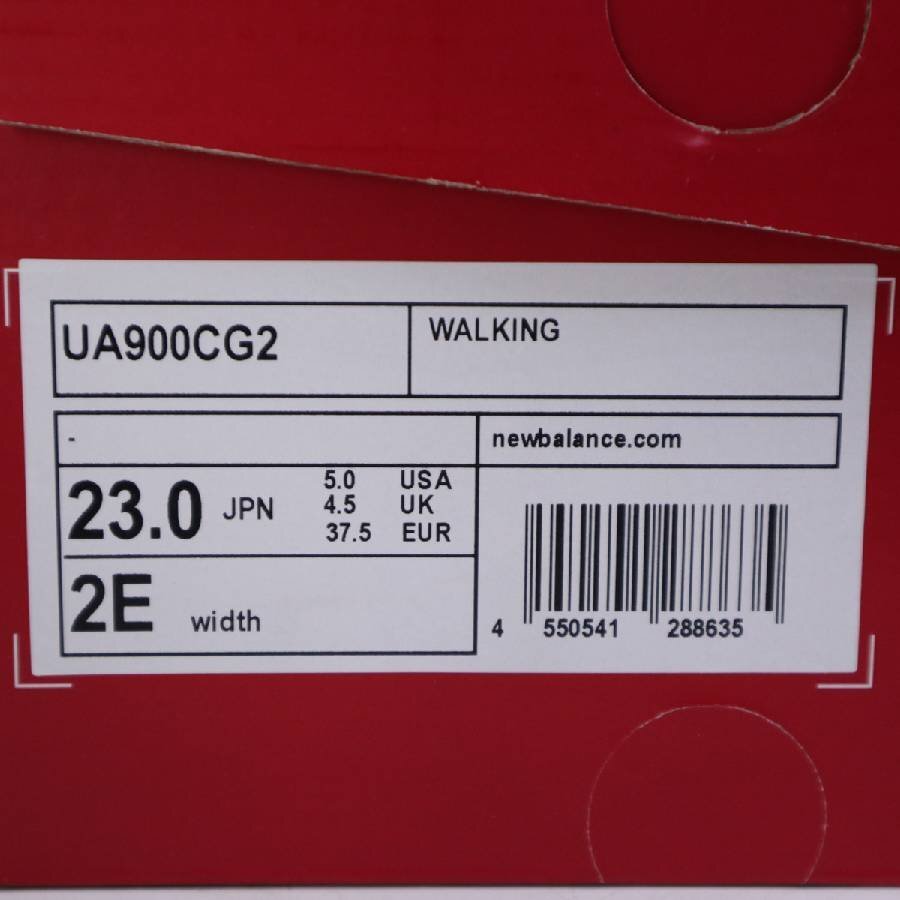 UA900CG2
WALKING
-
newbalance.com
23.0 JPN
5.0 USA
4.5 UK
37.5 EUR
2E width
4 550541 288635